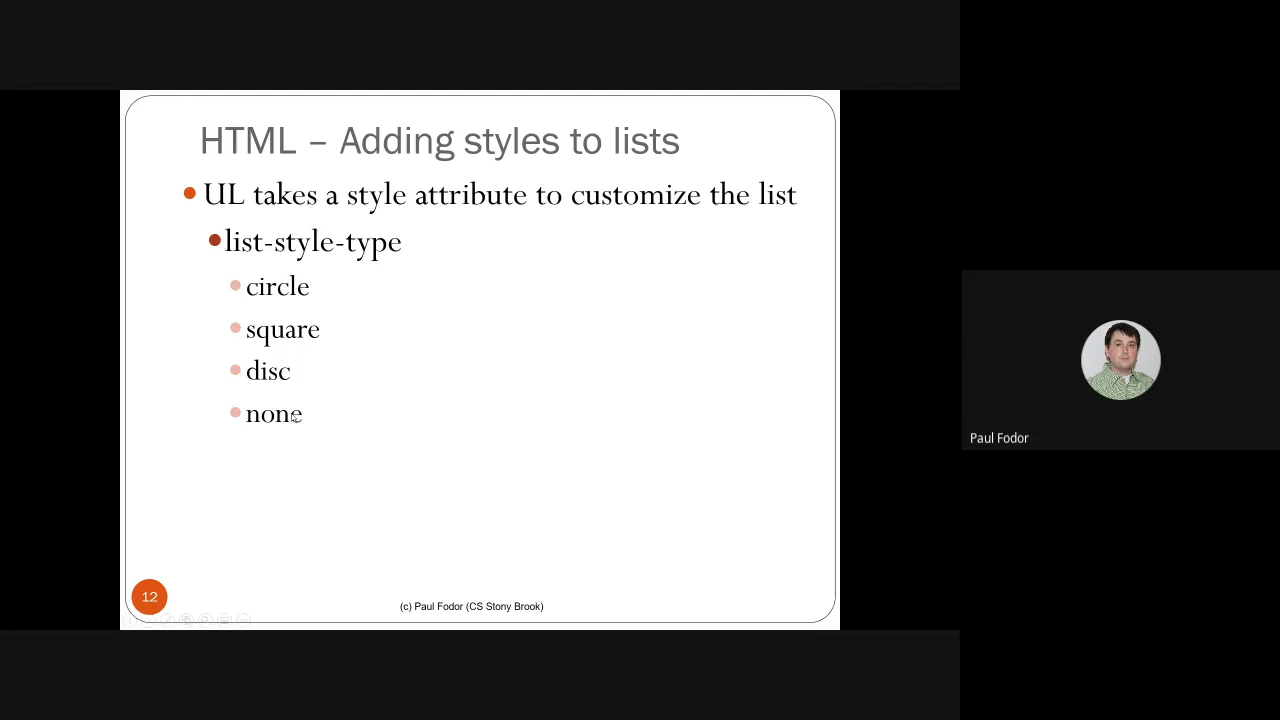 HTML – Adding styles to lists
UL takes a style attribute to customize the list
list-style-type
circle
square
disc
none
12
(c) Paul Fodor (CS Stony Brook)
Paul Fodor